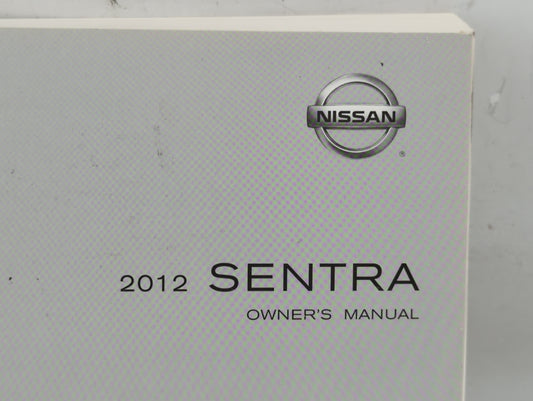 NISSAN
®
2012 SENTRA
OWNER'S MANUAL